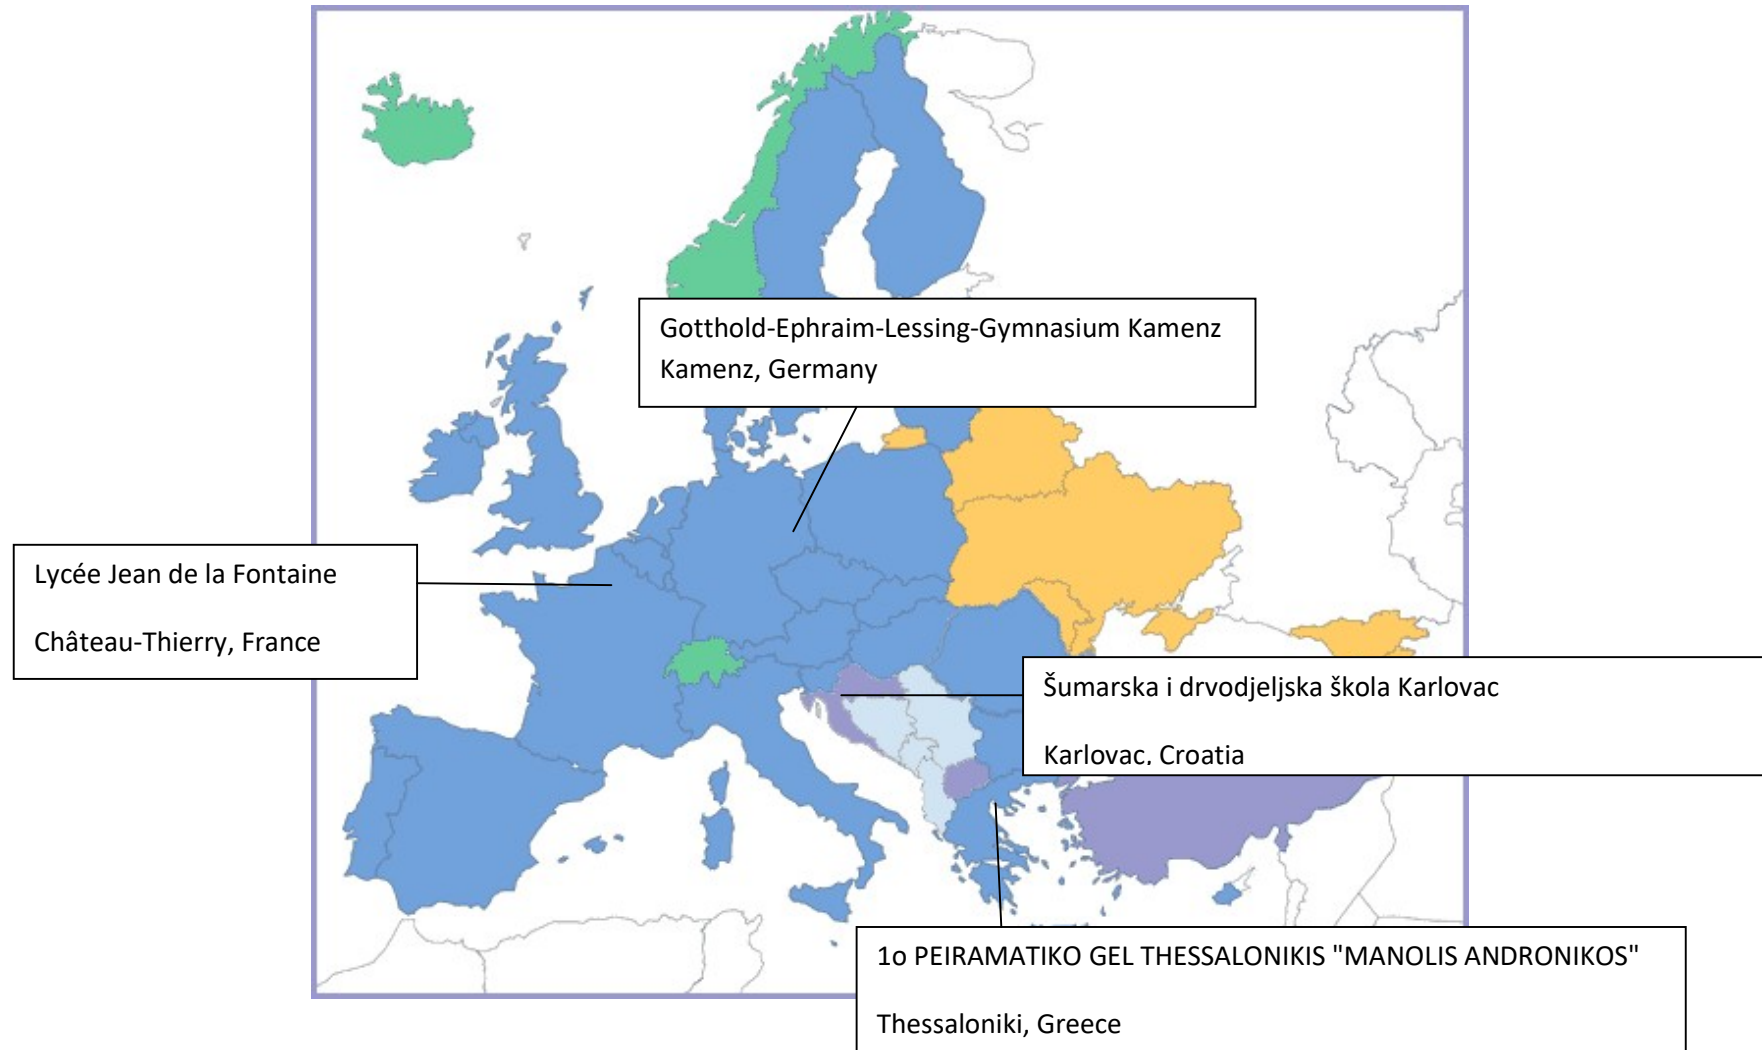 Gotthold-Ephraim-Lessing-Gymnasium Kamenz
Kamenz, Germany
Lycée Jean de la Fontaine
Château-Thierry, France
Šumarska i drvodjeljska škola Karlovac
Karlovac, Croatia
1o PEIRAMATIKO GEL THESSALONIKIS "MANOLIS ANDRONIKOS"
Thessaloniki, Greece